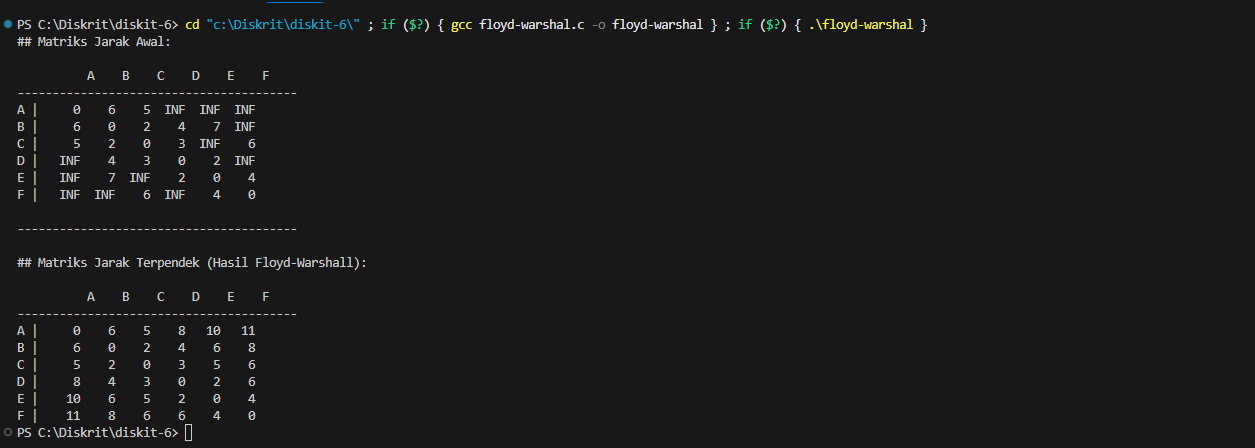 PS C:\Diskrit\diskit-6> cd "c:\Diskrit\diskit-6\" ; if ($?) { gcc floyd-warshal.c -o floyd-warshal } ; if ($?) { .\floyd-warshal }
## Matriks Jarak Awal:
A B C D E F
----------------------------------------
A | 0 6 5 INF INF INF
B | 6 0 2 4 7 INF
C | 5 2 0 3 INF 6
D | INF 4 3 0 2 INF
E | INF 7 INF 2 0 4
F | INF INF 6 INF 4 0
----------------------------------------
## Matriks Jarak Terpendek (Hasil Floyd-Warshall):
A B C D E F
----------------------------------------
A | 0 6 5 8 10 11
B | 6 0 2 4 6 8
C | 5 2 0 3 5 6
D | 8 4 3 0 2 6
E | 10 6 5 2 0 4
F | 11 8 6 6 4 0
PS C:\Diskrit\diskit-6>